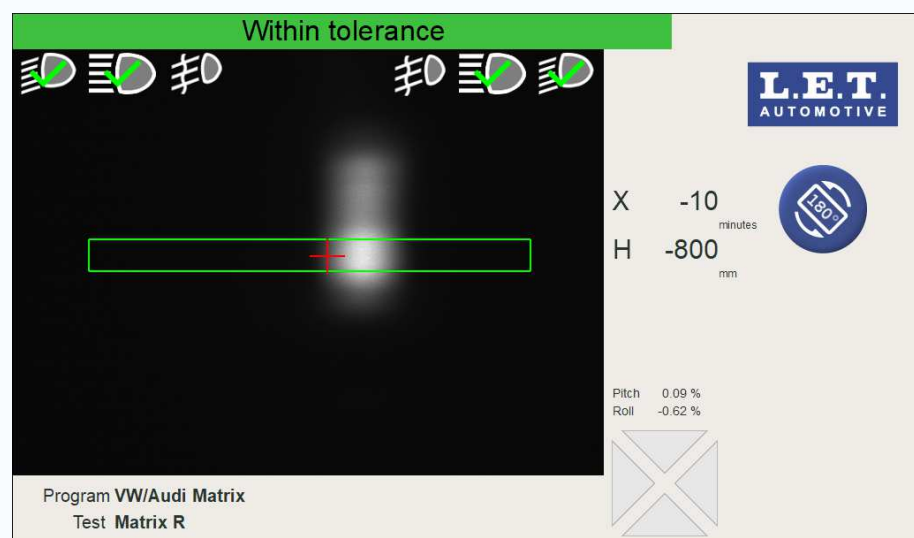 Within tolerance
L.E.T.
AUTOMOTIVE
180°
X -10
minutes
H -800
mm
Pitch 0.09 %
Roll -0.62 %
Program VW/Audi Matrix
Test Matrix R